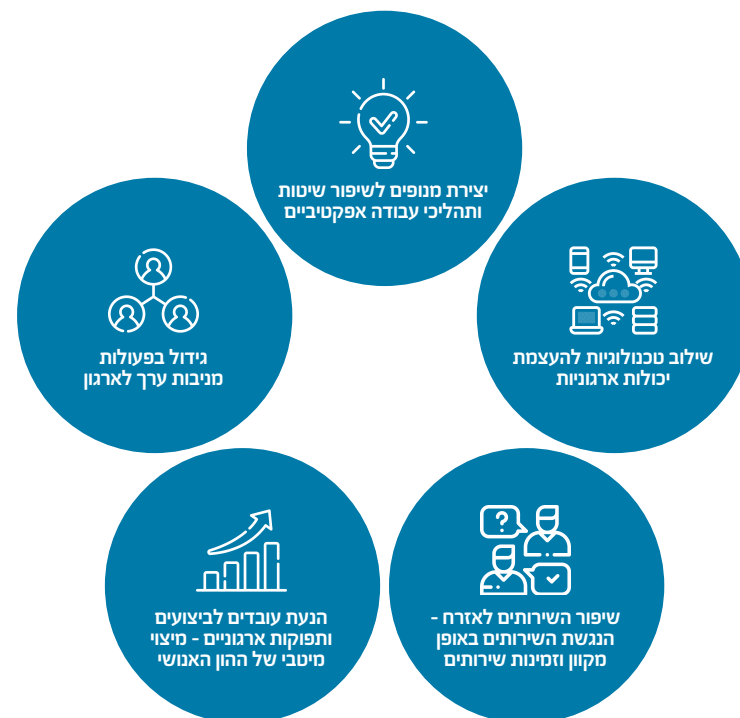 יצירת מנופים לשיפור שיטות
ותהליכי עבודה אפקטיביים
שילוב טכנולוגיות להעצמת
יכולות ארגוניות
גידול בפעולות
מניבות ערך לארגון
שיפור השירותים לאזרח -
הנגשת השירותים באופן
מקוון וזמינות שירותים
הנעת עובדים לביצועים
ותפוקות ארגוניים - מיצוי
מיטבי של ההון האנושי